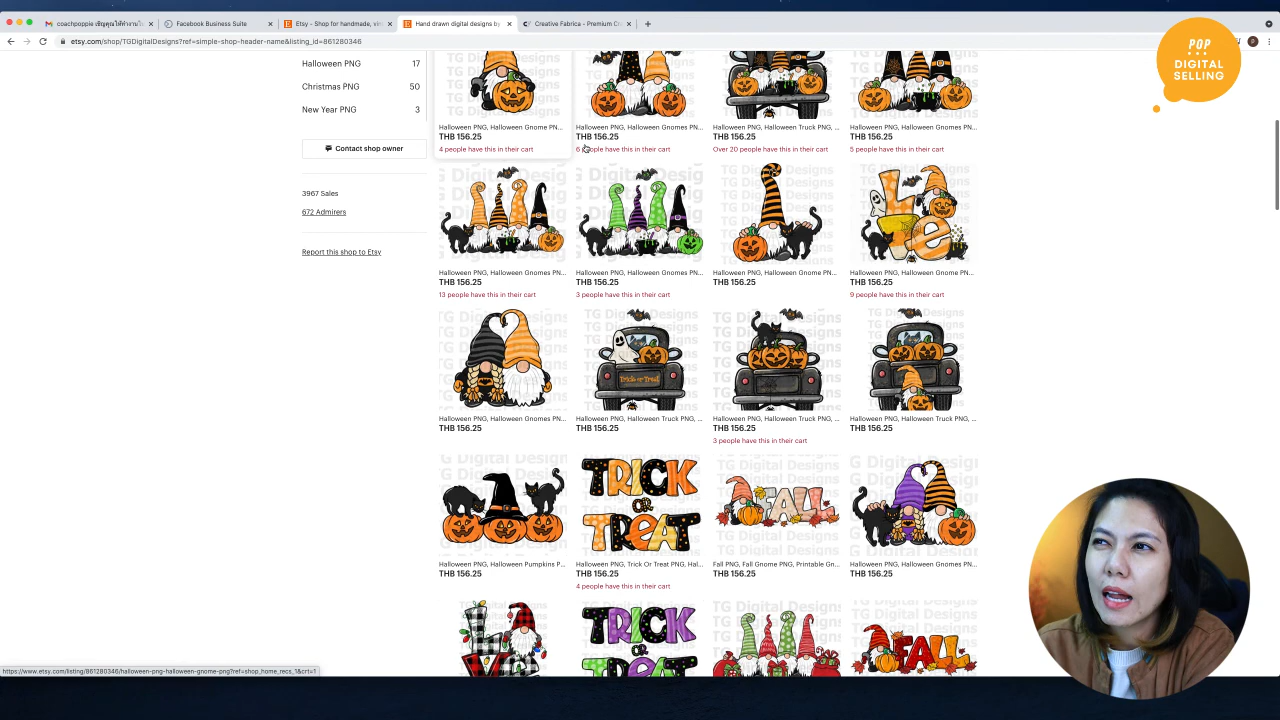 coachpoppie เชิญคุณให้ทำงานใน
Facebook Business Suite
Etsy - Shop for handmade, vin
Hand drawn digital designs by
Creative Fabrica - Premium Cr
etsy.com/shop/TGDigitalDesigns?ref=simple-shop-header-name&listing_id=861280346
POP
DIGITAL
SELLING
Halloween PNG 17
Christmas PNG 50
New Year PNG 3
Contact shop owner
3967 Sales
672 Admirers
Report this shop to Etsy
Halloween PNG, Halloween Gnome PN...
Halloween PNG, Halloween Gnomes PN...
Halloween PNG, Halloween Truck PNG, ...
Halloween PNG, Halloween Gnomes PN...
THB 156.25
THB 156.25
THB 156.25
THB 156.25
4 people have this in their cart
6 people have this in their cart
Over 20 people have this in their cart
5 people have this in their cart
TG Digital Designs
Halloween PNG, Halloween Gnomes PN...
Halloween PNG, Halloween Gnomes PN...
Halloween PNG, Halloween Gnome PN...
Halloween PNG, Halloween Gnome PN...
THB 156.25
THB 156.25
THB 156.25
THB 156.25
13 people have this in their cart
3 people have this in their cart
9 people have this in their cart
Trick or Treat
Halloween PNG, Halloween Gnomes PN...
Halloween PNG, Halloween Truck PNG, ...
Halloween PNG, Halloween Truck PNG, ...
Halloween PNG, Halloween Truck PNG, ...
THB 156.25
THB 156.25
THB 156.25
THB 156.25
3 people have this in their cart
TRICK
OR
TREAT
FALL
Halloween PNG, Halloween Pumpkins P...
Halloween PNG, Trick Or Treat PNG, Hal...
Fall PNG, Fall Gnome PNG, Printable Gn...
Halloween PNG, Halloween Gnomes PN...
THB 156.25
THB 156.25
THB 156.25
THB 156.25
4 people have this in their cart
TRICK
OR
FALL
https://www.etsy.com/listing/861280346/halloween-png-halloween-gnome-png?ref=shop_home_recs_1&crt=1